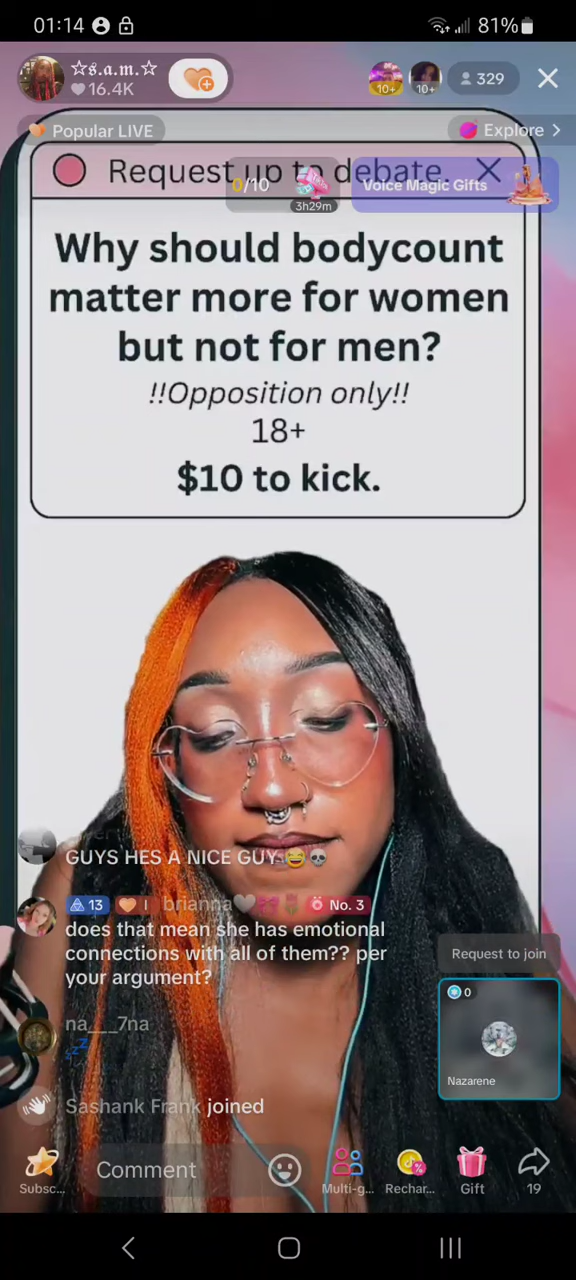 01:14
81%
☆𝔰̊.𝔞.𝔪.☆
16.4K
10+
10+
329
Popular LIVE
Explore >
Request up to debate.
0/10
3h29m
Voice Magic Gifts
Why should bodycount
matter more for women
but not for men?
!!Opposition only!!
18+
$10 to kick.
GUYS HES A NICE GUY😅💀
13 I brianna🤍🎀🌷 No. 3
does that mean she has emotional
connections with all of them?? per
your argument?
na___7na
💤
Sashank Frank joined
Request to join
0
Nazarene
Subsc...
Comment
Multi-g...
Rechar...
Gift
19